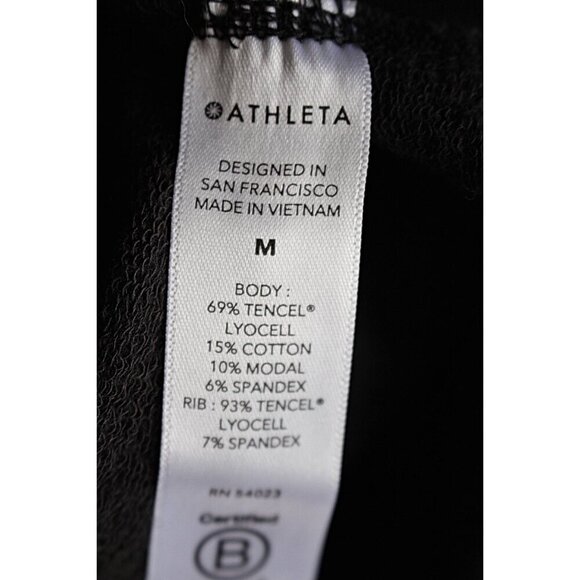 ATHLETA
DESIGNED IN
SAN FRANCISCO
MADE IN VIETNAM
M
BODY :
69% TENCEL®
LYOCELL
15% COTTON
10% MODAL
6% SPANDEX
RIB : 93% TENCEL®
LYOCELL
7% SPANDEX
RN 54023
Certified
B